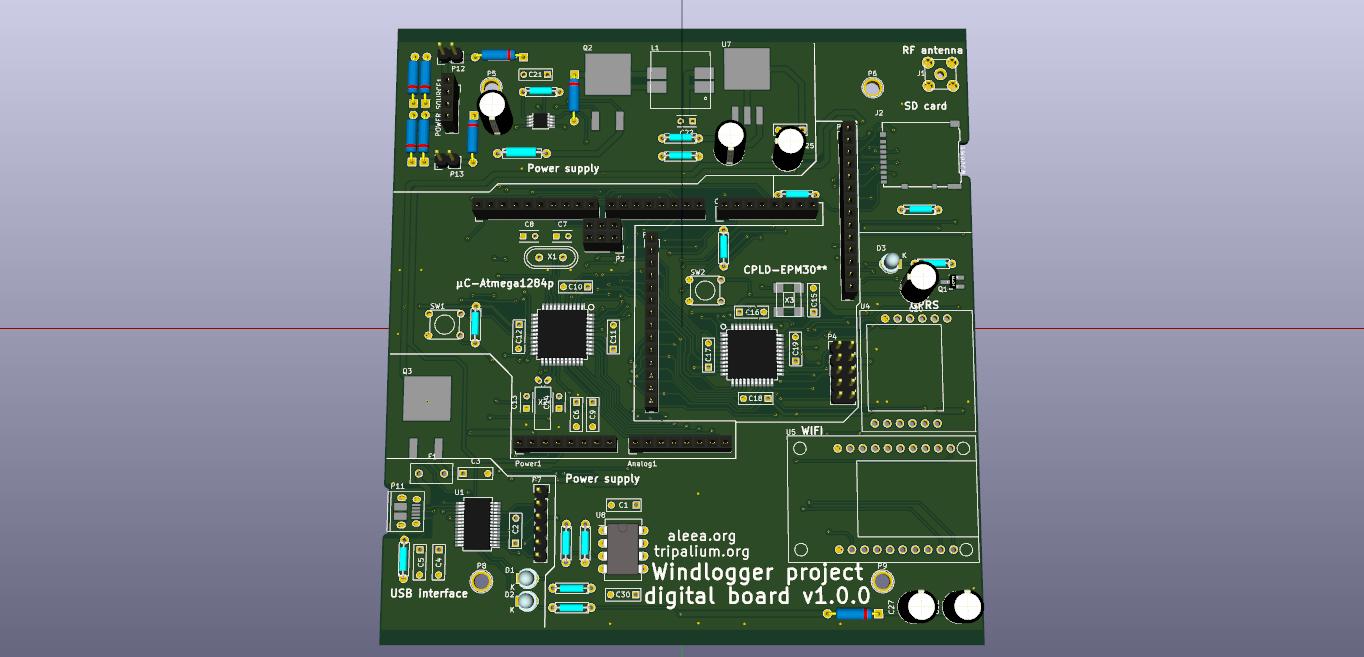 RF antenna
Q2
L1
U7
P12
P5
C21
P6
J1
SD card
POWER SOURCE1
J2
C22
25
P13
Power supply
C8
C7
X1
P2
D3
K
SW2
CPLD-EPM30**
µC-Atmega1284p
C10
X3
C15
Q1
RS
SW1
C16
U4
C12
C11
C17
C19
P4
Q3
C13
C6
C9
C18
U5
WIFI
Power1
Analog1
F1
C3
P7
Power supply
P11
U1
C1
C2
U6
aleea.org
tripalium.org
C5
C4
P8
D1
K
Windlogger project
P9
USB interface
D2
K
C30
digital board v1.0.0
C27